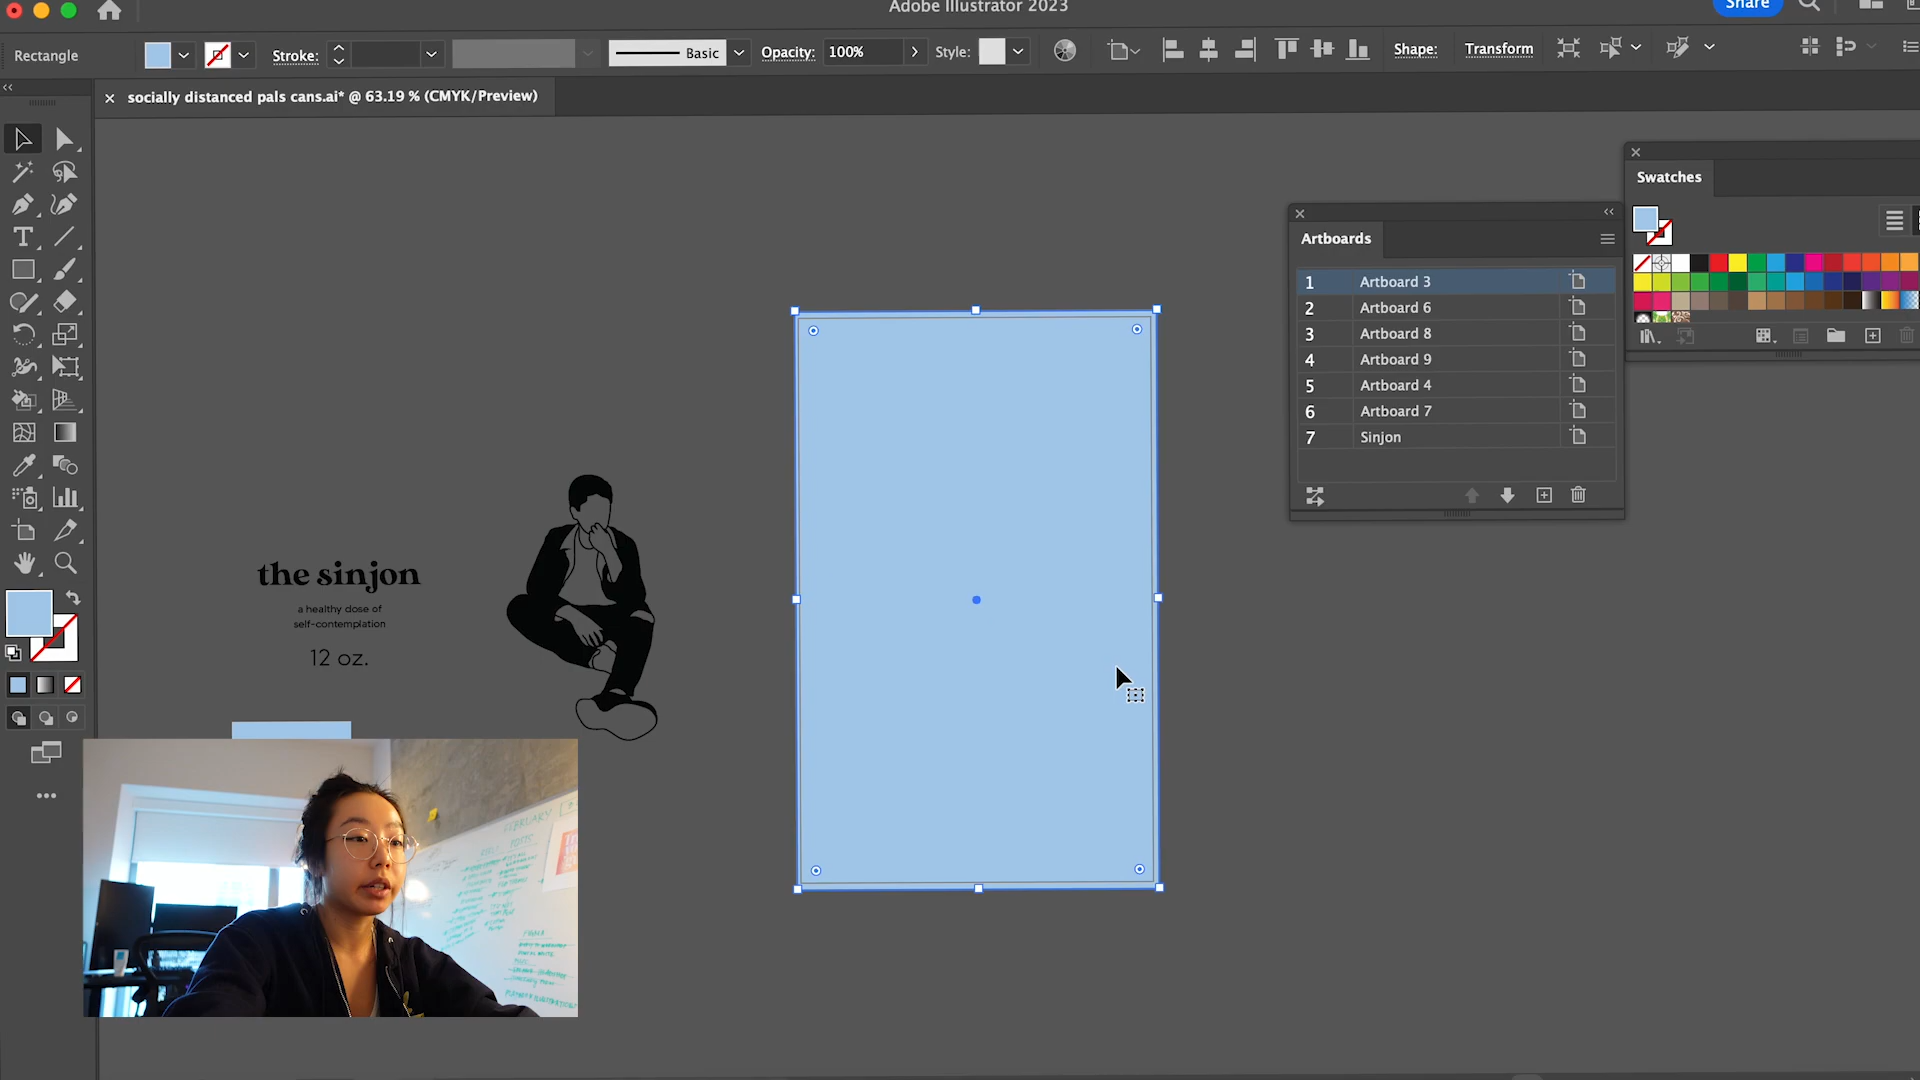 Adobe Illustrator 2023
Share
Rectangle
Stroke:
Basic
Opacity:
100%
Style:
Shape:
Transform
socially distanced pals cans.ai* @ 63.19 % (CMYK/Preview)
Swatches
Artboards
1 Artboard 3
2 Artboard 6
3 Artboard 8
4 Artboard 9
5 Artboard 4
6 Artboard 7
7 Sinjon
the sinjon
a healthy dose of
self-contemplation
12 oz.
FEBRUARY